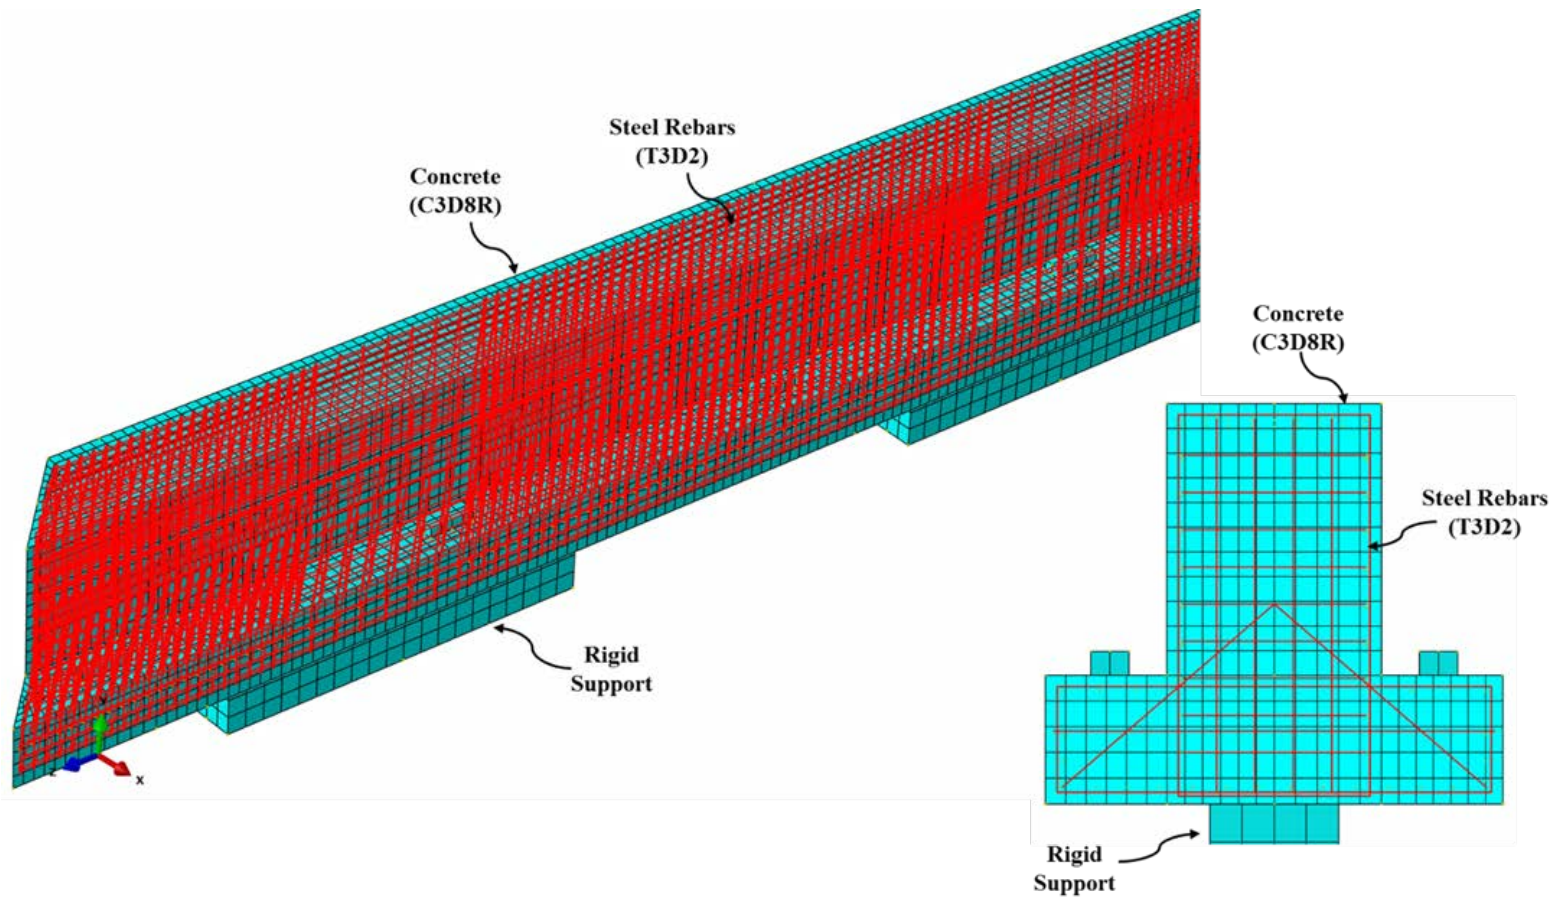 Steel Rebars
(T3D2)
Concrete
(C3D8R)
Rigid
Support
Y
Z
X
Concrete
(C3D8R)
Steel Rebars
(T3D2)
Rigid
Support